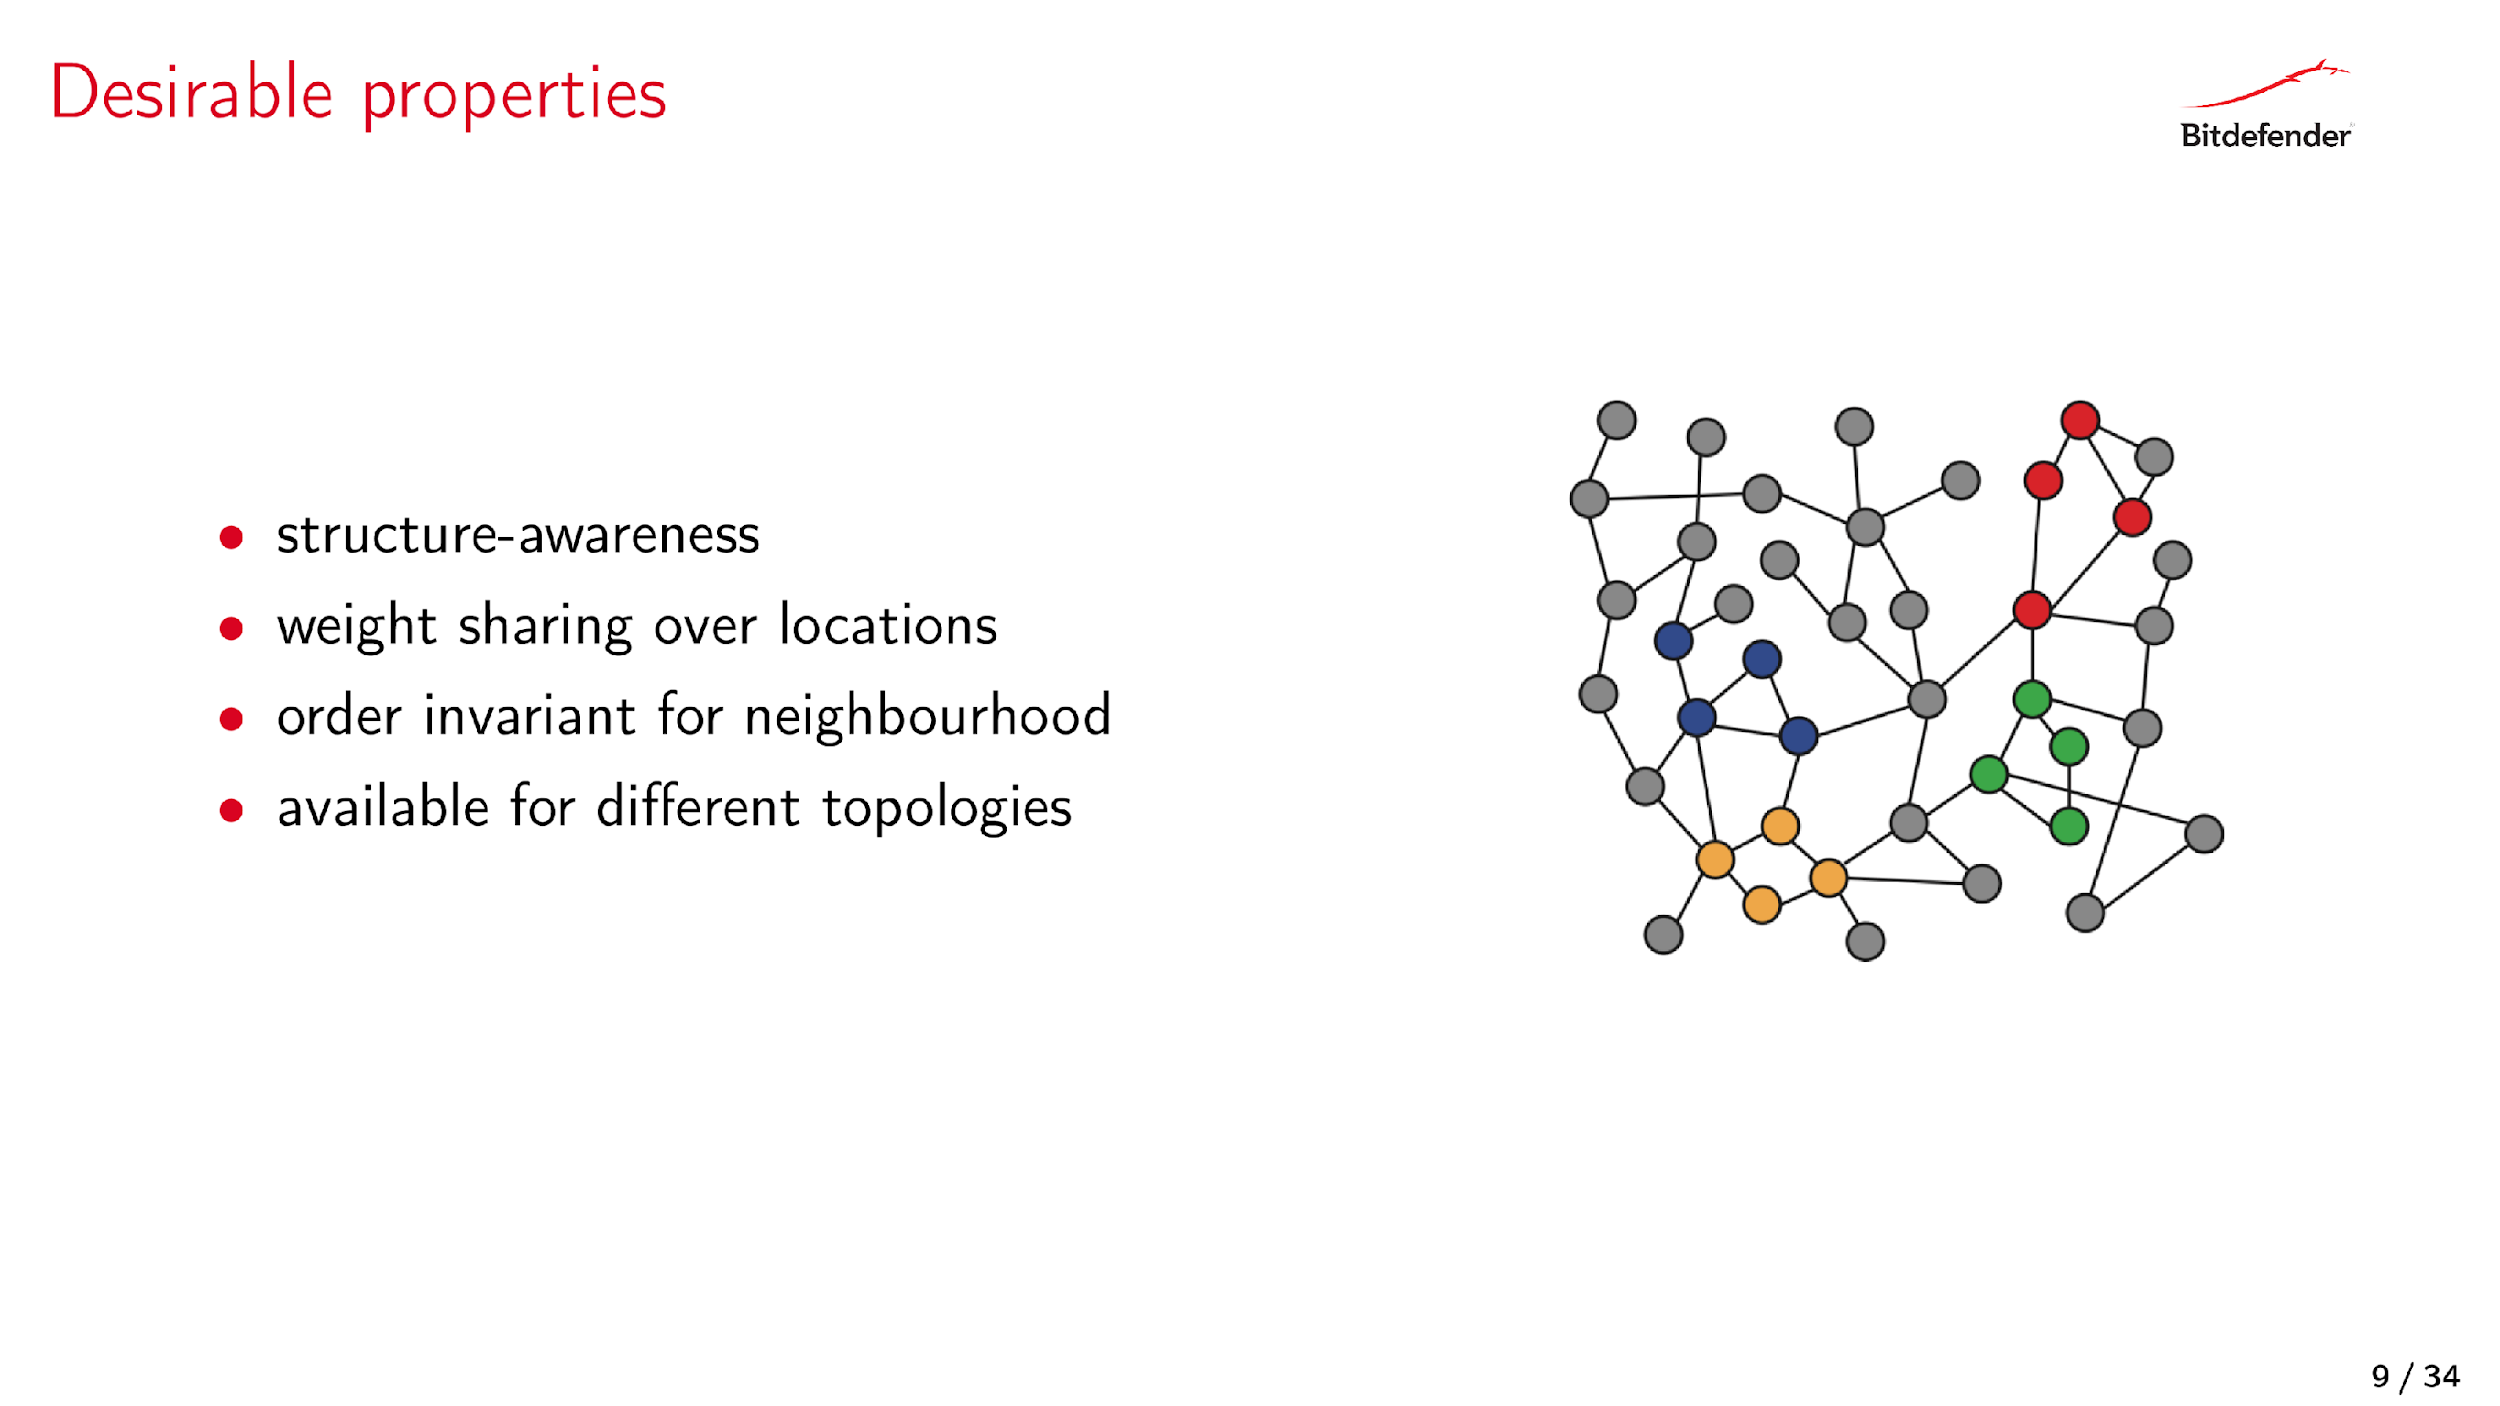 Desirable properties
Bitdefender
structure-awareness
weight sharing over locations
order invariant for neighbourhood
available for different topologies
9 / 34